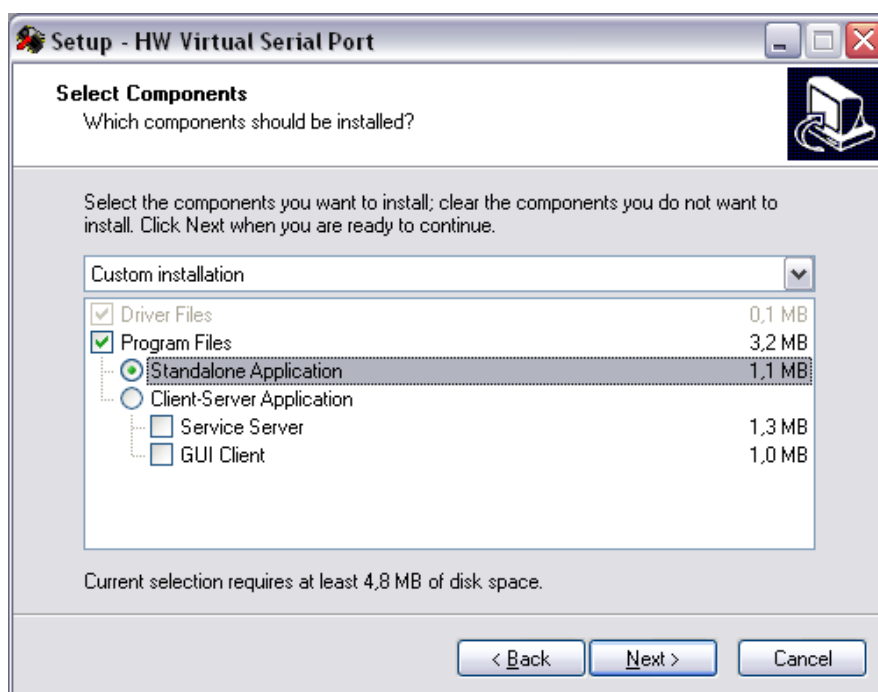 Setup - HW Virtual Serial Port
Select Components
Which components should be installed?
Select the components you want to install; clear the components you do not want to
install. Click Next when you are ready to continue.
Custom installation
Driver Files 0,1 MB
Program Files 3,2 MB
Standalone Application 1,1 MB
Client-Server Application
Service Server 1,3 MB
GUI Client 1,0 MB
Current selection requires at least 4,8 MB of disk space.
< Back Next > Cancel